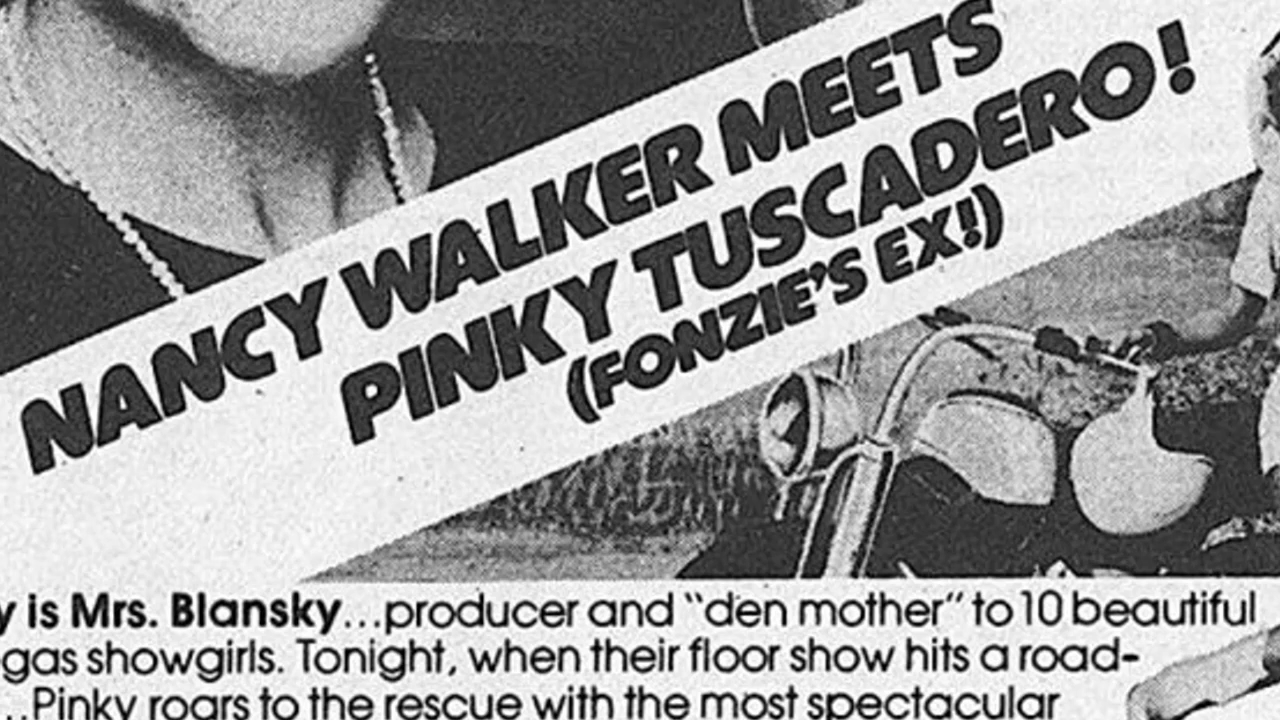 NANCY WALKER MEETS
PINKY TUSCADERO!
(FONZIE'S EX!)
y is Mrs. Blansky...producer and "den mother" to 10 beautiful
gas showgirls. Tonight, when their floor show hits a road-
...Pinky roars to the rescue with the most spectacular